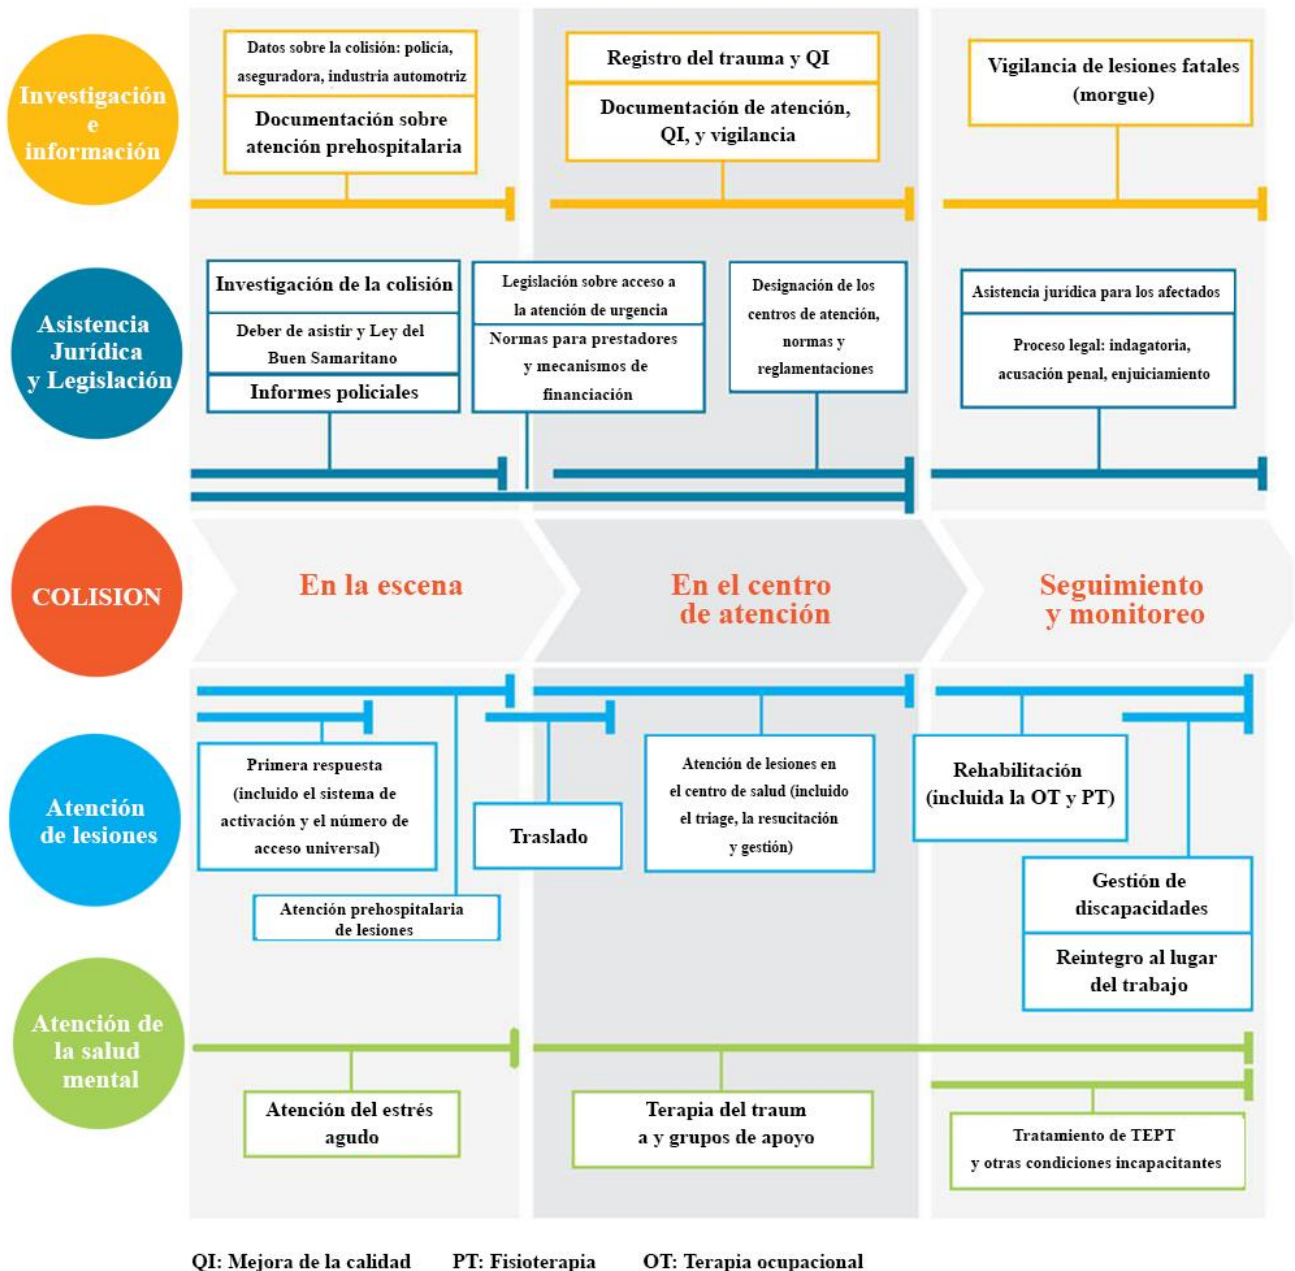 Investigación
e
información
Datos sobre la colisión: policía,
aseguradora, industria automotriz
Documentación sobre
atención prehospitalaria
Registro del trauma y QI
Documentación de atención,
QI, y vigilancia
Vigilancia de lesiones fatales
(morgue)
Asistencia
Jurídica
y Legislación
Investigación de la colisión
Deber de asistir y Ley del
Buen Samaritano
Informes policiales
Legislación sobre acceso a
la atención de urgencia
Normas para prestadores
y mecanismos de
financiación
Designación de los
centros de atención,
normas y
reglamentaciones
Asistencia jurídica para los afectados
Proceso legal: indagatoria,
acusación penal, enjuiciamiento
COLISION
En la escena
En el centro
de atención
Seguimiento
y monitoreo
Atención
de lesiones
Primera respuesta
(incluido el sistema de
activación y el número de
acceso universal)
Atención prehospitalaria
de lesiones
Traslado
Atención de lesiones en
el centro de salud (incluido
el triage, la resucitación
y gestión)
Rehabilitación
(incluida la OT y PT)
Gestión de
discapacidades
Reintegro al lugar
del trabajo
Atención de
la salud
mental
Atención del estrés
agudo
Terapia del traum
a y grupos de apoyo
Tratamiento de TEPT
y otras condiciones incapacitantes
QI: Mejora de la calidad PT: Fisioterapia OT: Terapia ocupacional